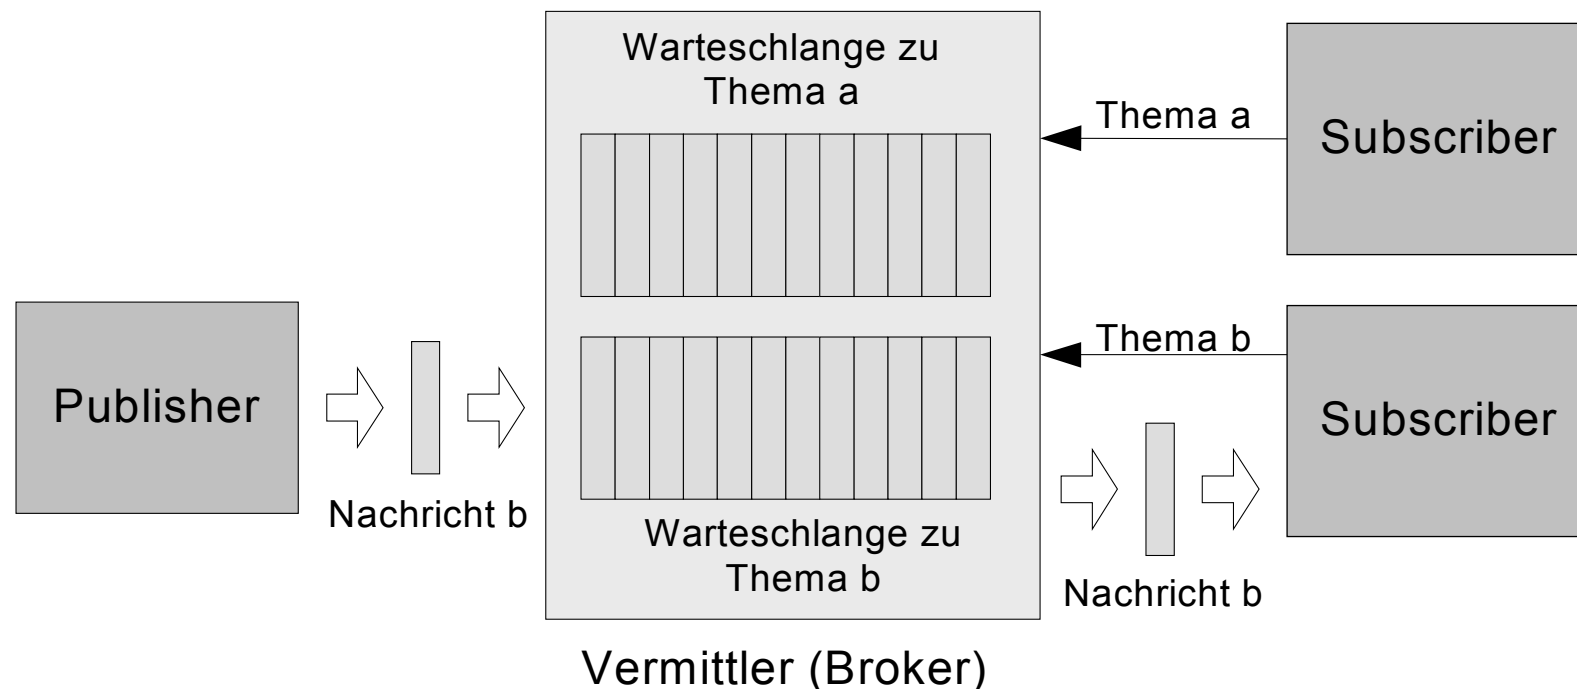 Warteschlange zu
Thema a
Thema a
Subscriber
Publisher
Nachricht b
Thema b
Subscriber
Warteschlange zu
Thema b
Nachricht b
Vermittler (Broker)